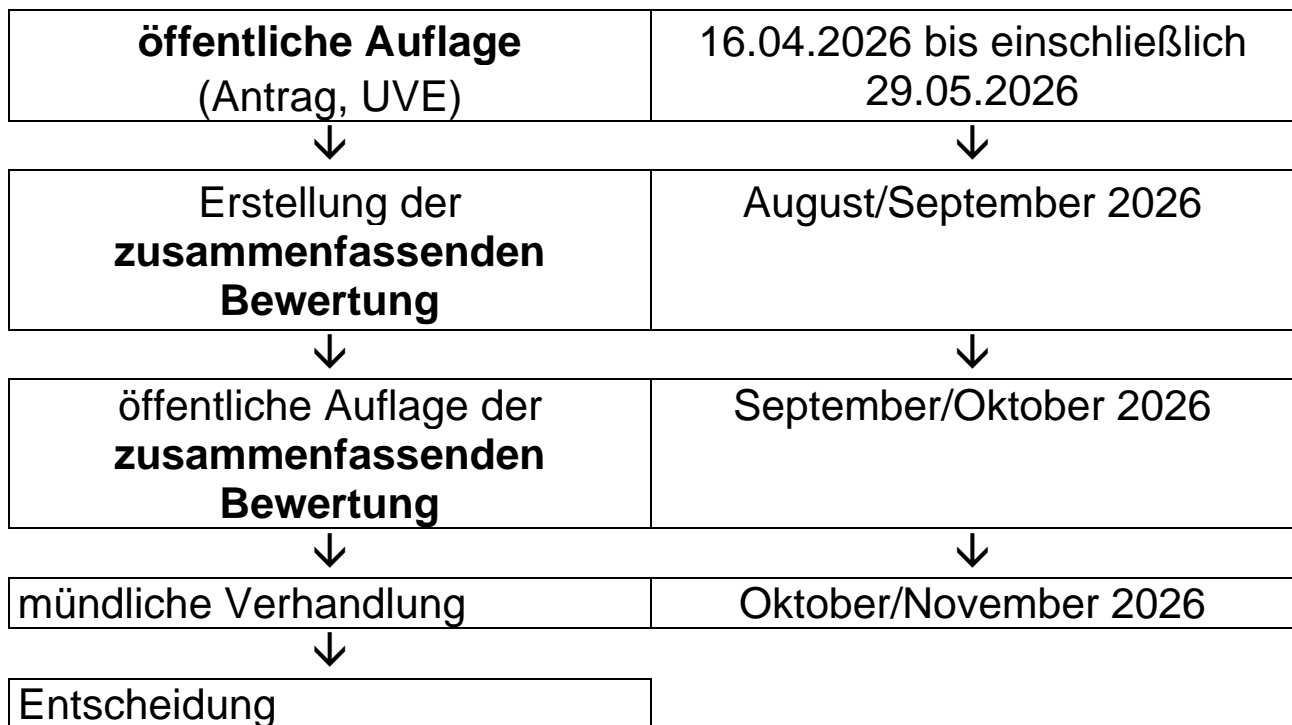 öffentliche Auflage
(Antrag, UVE)
16.04.2026 bis einschließlich
29.05.2026
Erstellung der
zusammenfassenden
Bewertung
August/September 2026
öffentliche Auflage der
zusammenfassenden
Bewertung
September/Oktober 2026
mündliche Verhandlung
Oktober/November 2026
Entscheidung